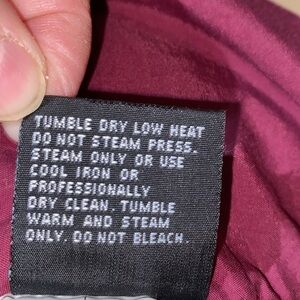 TUMBLE DRY LOW HEAT
DO NOT STEAM PRESS.
STEAM ONLY OR USE
COOL IRON OR
PROFESSIONALLY
DRY CLEAN. TUMBLE
WARM AND STEAM
ONLY. DO NOT BLEACH.